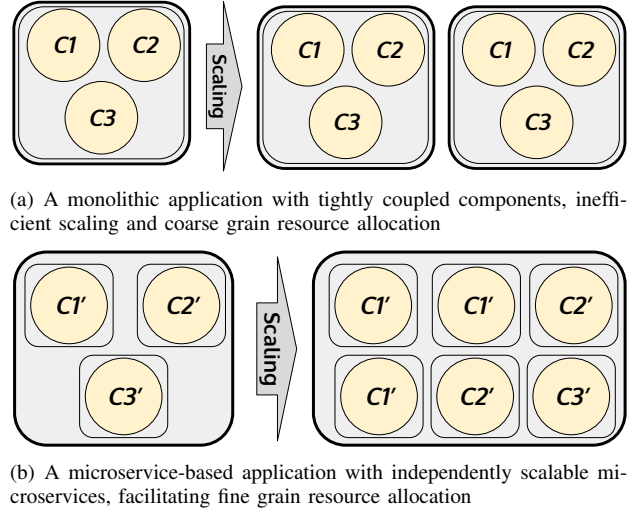 C1 C2 C1 C2 C1 C2
Scaling
C3 C3 C3
(a) A monolithic application with tightly coupled components, ineffi-
cient scaling and coarse grain resource allocation
C1′ C2′ C1′ C1′ C2′
Scaling
C3′ C1′ C2′ C3′
(b) A microservice-based application with independently scalable mi-
croservices, facilitating fine grain resource allocation